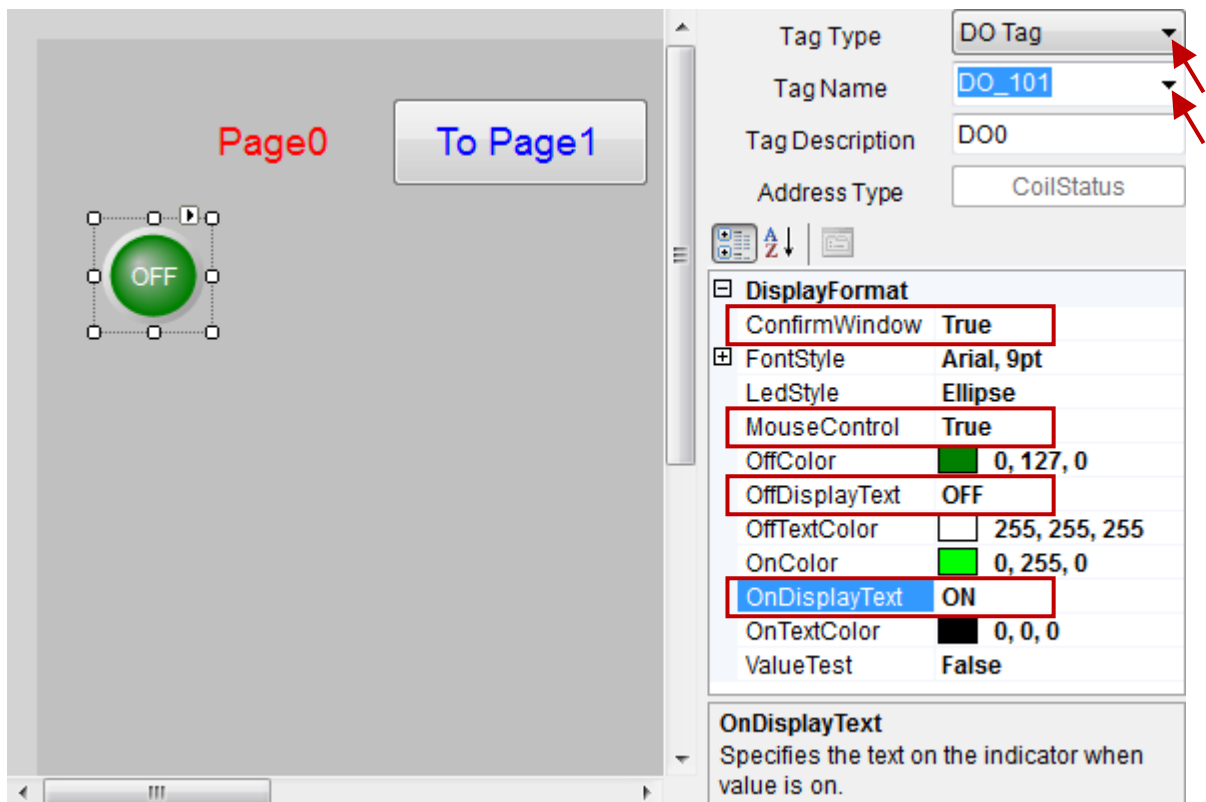 Page0
To Page1
OFF
Tag Type DO Tag
Tag Name DO_101
Tag Description DO0
Address Type CoilStatus
A
Z
DisplayFormat
ConfirmWindow True
FontStyle Arial, 9pt
LedStyle Ellipse
MouseControl True
OffColor 0, 127, 0
OffDisplayText OFF
OffTextColor 255, 255, 255
OnColor 0, 255, 0
OnDisplayText ON
OnTextColor 0, 0, 0
ValueTest False
OnDisplayText
Specifies the text on the indicator when
value is on.